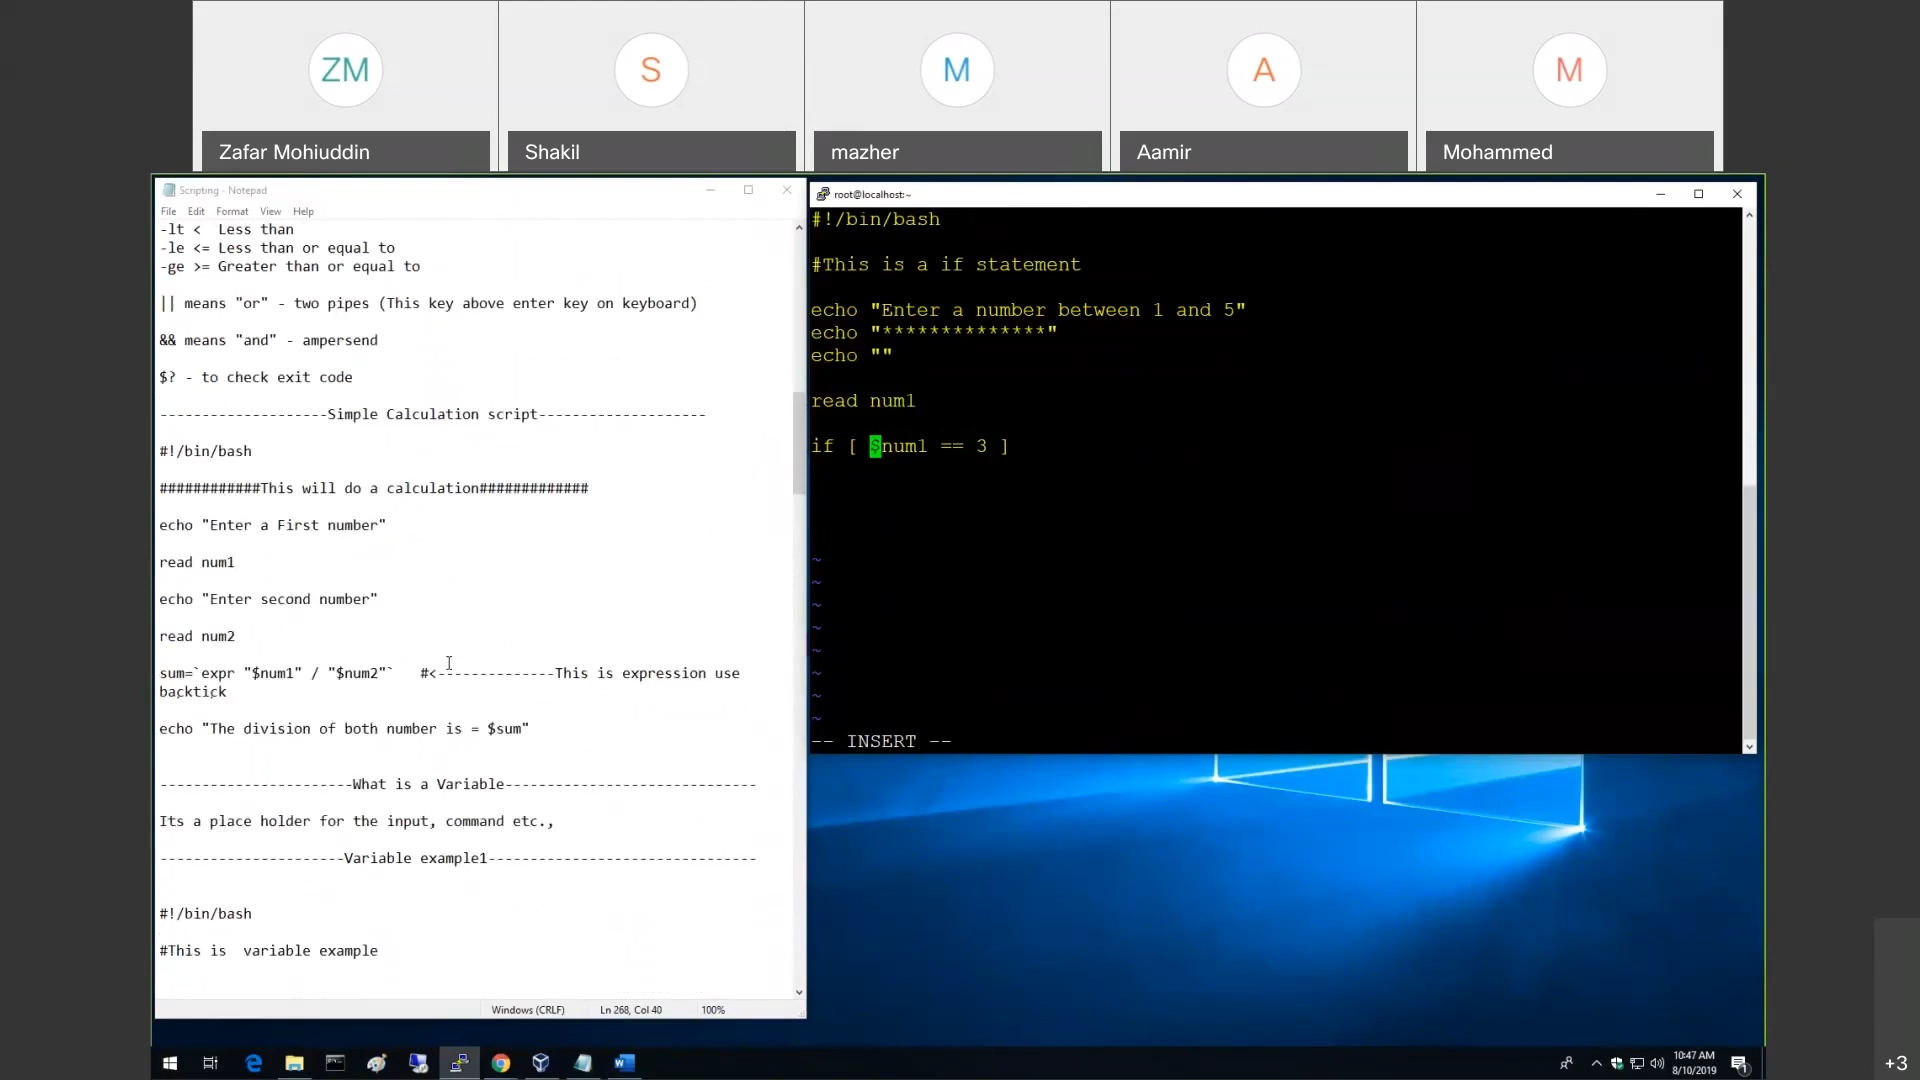 ZM
S
M
A
M
Zafar Mohiuddin
Shakil
mazher
Aamir
Mohammed
Scripting - Notepad
File Edit Format View Help
-lt < Less than
-le <= Less than or equal to
-ge >= Greater than or equal to
|| means "or" - two pipes (This key above enter key on keyboard)
&& means "and" - ampersend
$? - to check exit code
--------------------Simple Calculation script--------------------
#!/bin/bash
############This will do a calculation#############
echo "Enter a First number"
read num1
echo "Enter second number"
read num2
sum=`expr "$num1" / "$num2"`   #<--------------This is expression use
backtick
echo "The division of both number is = $sum"
-----------------------What is a Variable------------------------------
Its a place holder for the input, command etc.,
----------------------Variable example1--------------------------------
#!/bin/bash
#This is  variable example
Windows (CRLF) Ln 268, Col 40 100%
root@localhost:~
#!/bin/bash
#This is a if statement
echo "Enter a number between 1 and 5"
echo "**************"
echo ""
read num1
if [ $num1 == 3 ]
~
~
~
~
~
~
~
~
-- INSERT --
10:47 AM
8/10/2019
1
+3